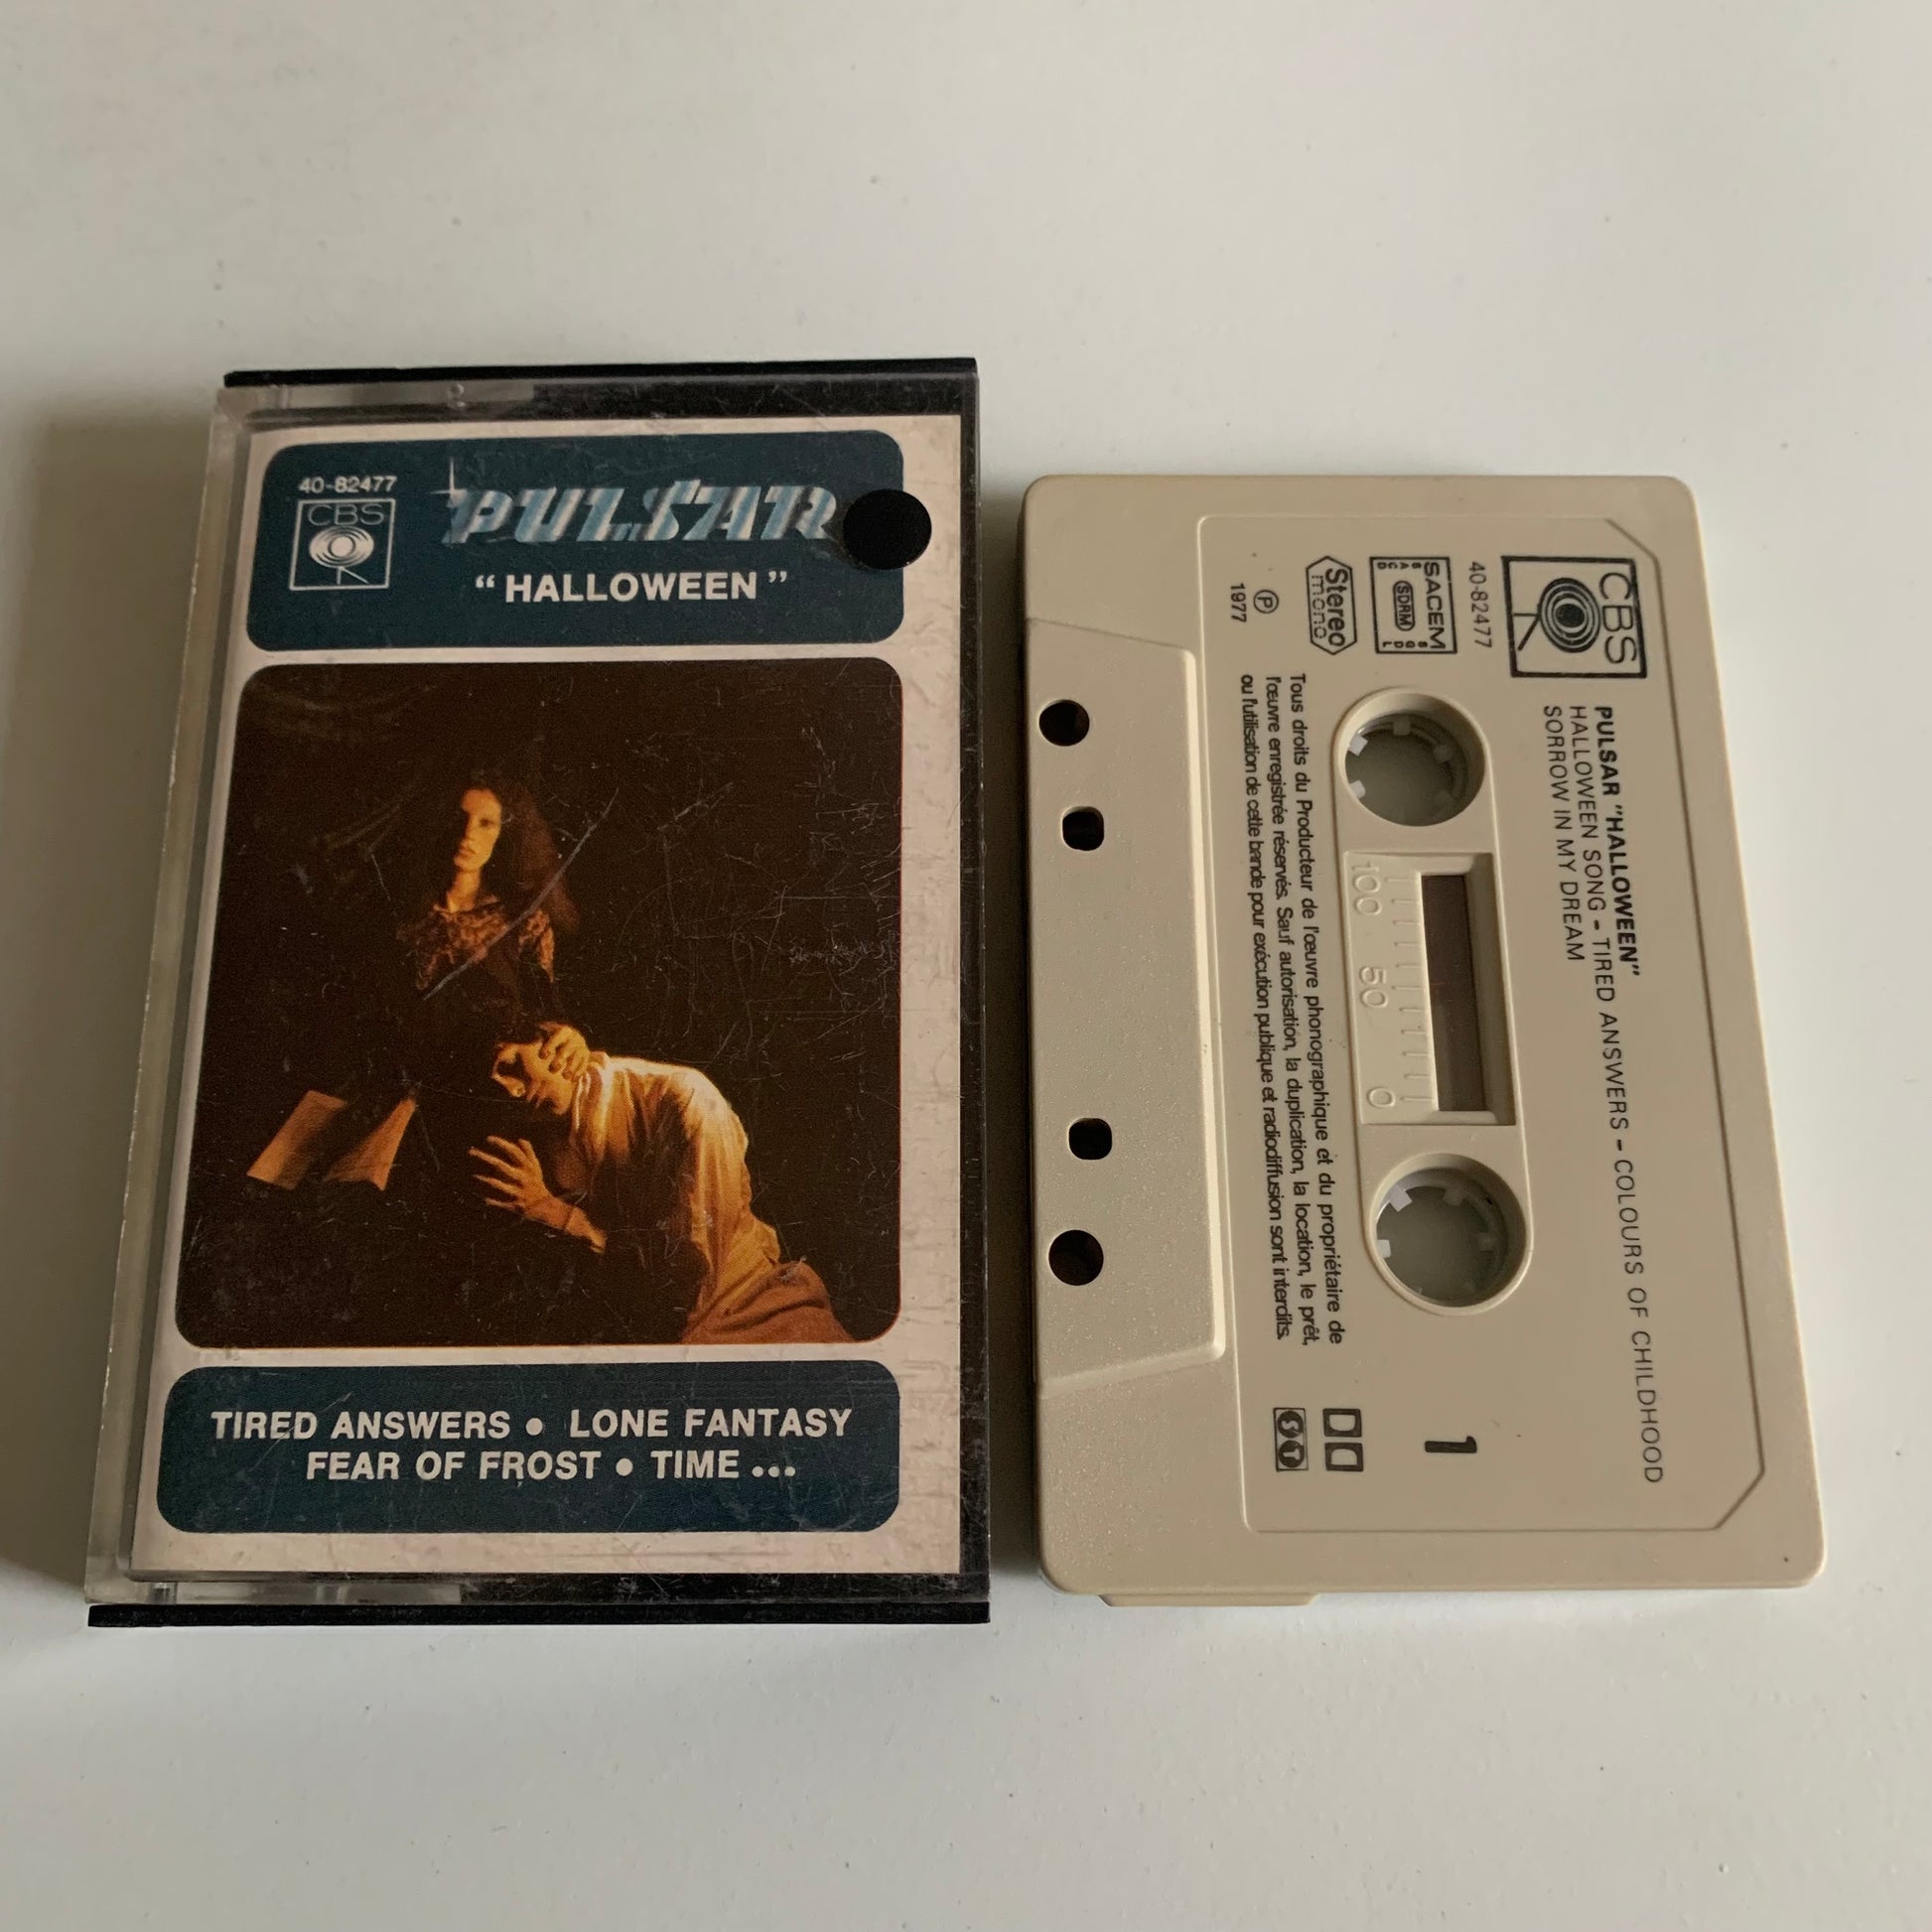 40-82477
CBS
PULSAR
“ HALLOWEEN ”
TIRED ANSWERS • LONE FANTASY
FEAR OF FROST • TIME •••
CBS
40-82477
PULSAR "HALLOWEEN"
HALLOWEEN SONG - TIRED ANSWERS - COLOURS OF CHILDHOOD
SORROW IN MY DREAM
SACEM
SDRM
Stereo
mono
Ⓟ
1977
100 50 0
Tous droits du Producteur de l'œuvre phonographique et du propriétaire de
l'œuvre enregistrée réservés. Sauf autorisation, la duplication, la location, le prêt,
ou l'utilisation de cette bande pour exécution publique et radiodiffusion sont interdits.
1
ST